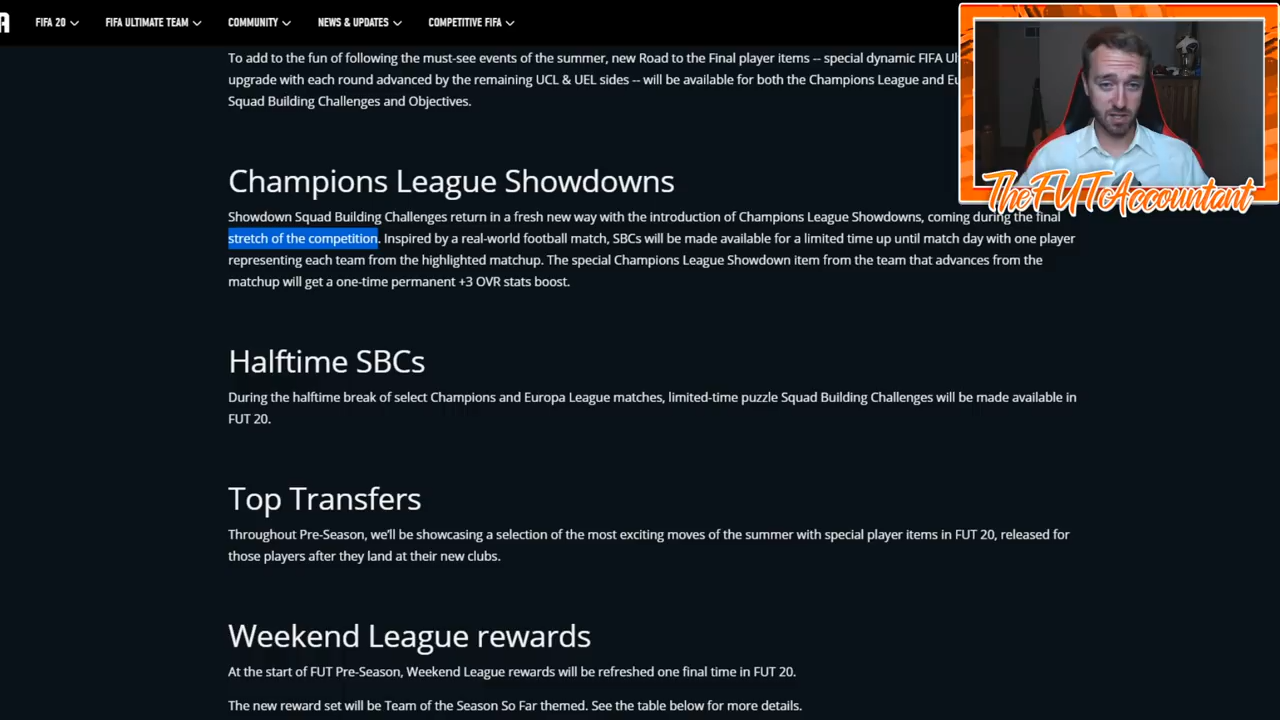 A
FIFA 20
FIFA ULTIMATE TEAM
COMMUNITY
NEWS & UPDATES
COMPETITIVE FIFA
To add to the fun of following the must-see events of the summer, new Road to the Final player items -- special dynamic FIFA
upgrade with each round advanced by the remaining UCL & UEL sides -- will be available for both the Champions League and
Squad Building Challenges and Objectives.
TheFUTAccountant
Champions League Showdowns
Showdown Squad Building Challenges return in a fresh new way with the introduction of Champions League Showdowns, coming during the final
stretch of the competition. Inspired by a real-world football match, SBCs will be made available for a limited time up until match day with one player
representing each team from the highlighted matchup. The special Champions League Showdown item from the team that advances from the
matchup will get a one-time permanent +3 OVR stats boost.
Halftime SBCs
During the halftime break of select Champions and Europa League matches, limited-time puzzle Squad Building Challenges will be made available in
FUT 20.
Top Transfers
Throughout Pre-Season, we'll be showcasing a selection of the most exciting moves of the summer with special player items in FUT 20, released for
those players after they land at their new clubs.
Weekend League rewards
At the start of FUT Pre-Season, Weekend League rewards will be refreshed one final time in FUT 20.
The new reward set will be Team of the Season So Far themed. See the table below for more details.